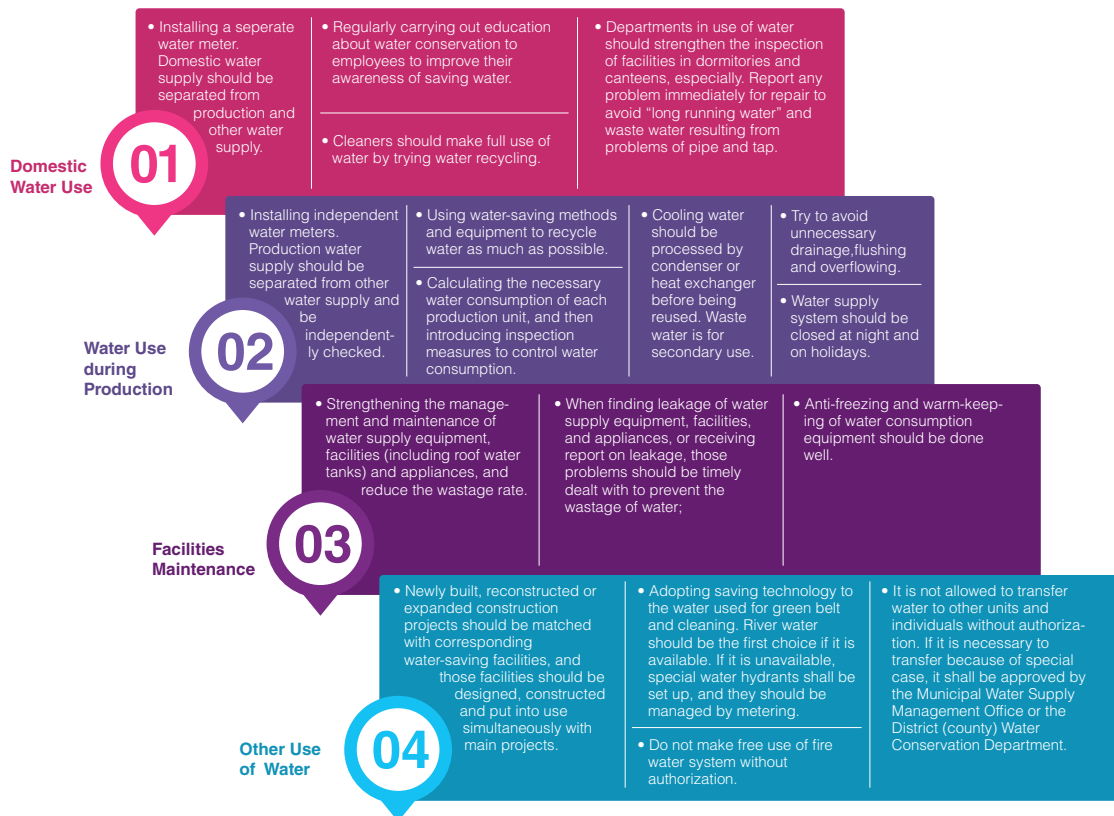 • Installing a seperate
water meter.
Domestic water
supply should be
separated from
production and
other water
supply.
• Regularly carrying out education
about water conservation to
employees to improve their
awareness of saving water.
• Cleaners should make full use of
water by trying water recycling.
• Departments in use of water
should strengthen the inspection
of facilities in dormitories and
canteens, especially. Report any
problem immediately for repair to
avoid “long running water” and
waste water resulting from
problems of pipe and tap.
Domestic
Water Use
01
• Installing independent
water meters.
Production water
supply should be
separated from other
water supply and
be
independent-
ly checked.
• Using water-saving methods
and equipment to recycle
water as much as possible.
• Calculating the necessary
water consumption of each
production unit, and then
introducing inspection
measures to control water
consumption.
• Cooling water
should be
processed by
condenser or
heat exchanger
before being
reused. Waste
water is for
secondary use.
• Try to avoid
unnecessary
drainage,flushing
and overflowing.
• Water supply
system should be
closed at night and
on holidays.
Water Use
during
Production
02
• Strengthening the manage-
ment and maintenance of
water supply equipment,
facilities (including roof water
tanks) and appliances, and
reduce the wastage rate.
• When finding leakage of water
supply equipment, facilities,
and appliances, or receiving
report on leakage, those
problems should be timely
dealt with to prevent the
wastage of water;
• Anti-freezing and warm-keep-
ing of water consumption
equipment should be done
well.
Facilities
Maintenance
03
• Newly built, reconstructed or
expanded construction
projects should be matched
with corresponding
water-saving facilities, and
those facilities should be
designed, constructed
and put into use
simultaneously with
main projects.
• Adopting saving technology to
the water used for green belt
and cleaning. River water
should be the first choice if it is
available. If it is unavailable,
special water hydrants shall be
set up, and they should be
managed by metering.
• Do not make free use of fire
water system without
authorization.
• It is not allowed to transfer
water to other units and
individuals without authoriza-
tion. If it is necessary to
transfer because of special
case, it shall be approved by
the Municipal Water Supply
Management Office or the
District (county) Water
Conservation Department.
Other Use
of Water
04